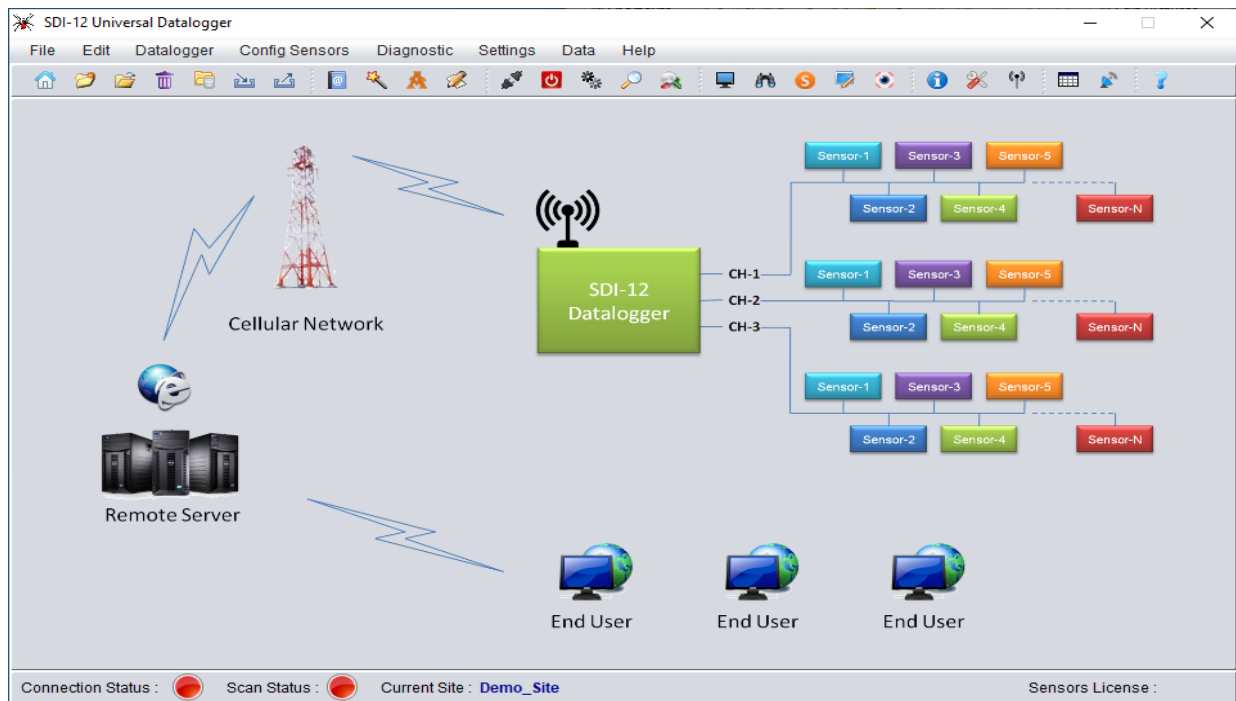 SDI-12 Universal Datalogger
File Edit Datalogger Config Sensors Diagnostic Settings Data Help
Sensor-1 Sensor-3 Sensor-5
Sensor-2 Sensor-4 Sensor-N
Cellular Network
SDI-12
Datalogger
CH-1
CH-2
CH-3
Sensor-1 Sensor-3 Sensor-5
Sensor-2 Sensor-4 Sensor-N
Sensor-1 Sensor-3 Sensor-5
Sensor-2 Sensor-4 Sensor-N
Remote Server
End User End User End User
Connection Status : Scan Status : Current Site : Demo_Site Sensors License :